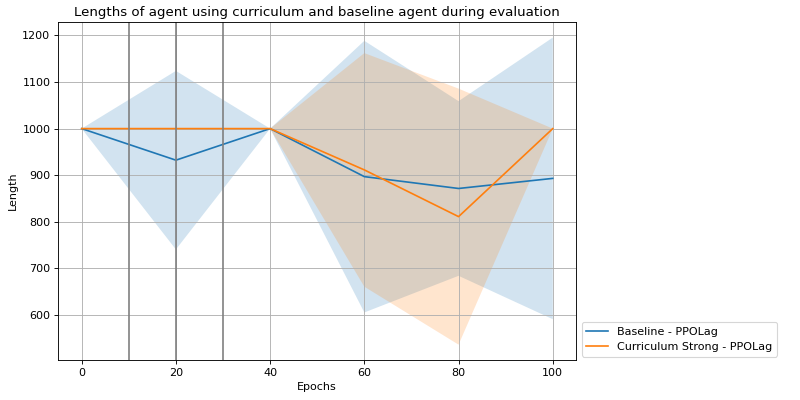 Lengths of agent using curriculum and baseline agent during evaluation
1200
1100
1000
900
800
700
600
Length
0 20 40 60 80 100
Epochs
Baseline - PPOLag
Curriculum Strong - PPOLag